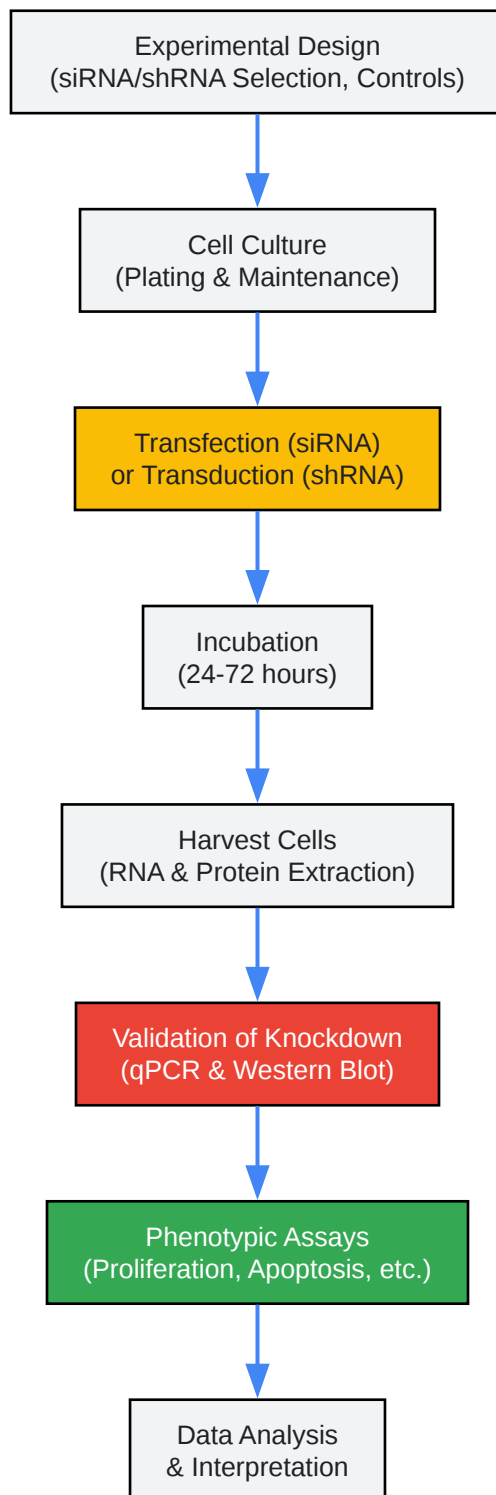 Experimental Design
(siRNA/shRNA Selection, Controls)
Cell Culture
(Plating & Maintenance)
Transfection (siRNA)
or Transduction (shRNA)
Incubation
(24-72 hours)
Harvest Cells
(RNA & Protein Extraction)
Validation of Knockdown
(qPCR & Western Blot)
Phenotypic Assays
(Proliferation, Apoptosis, etc.)
Data Analysis
& Interpretation